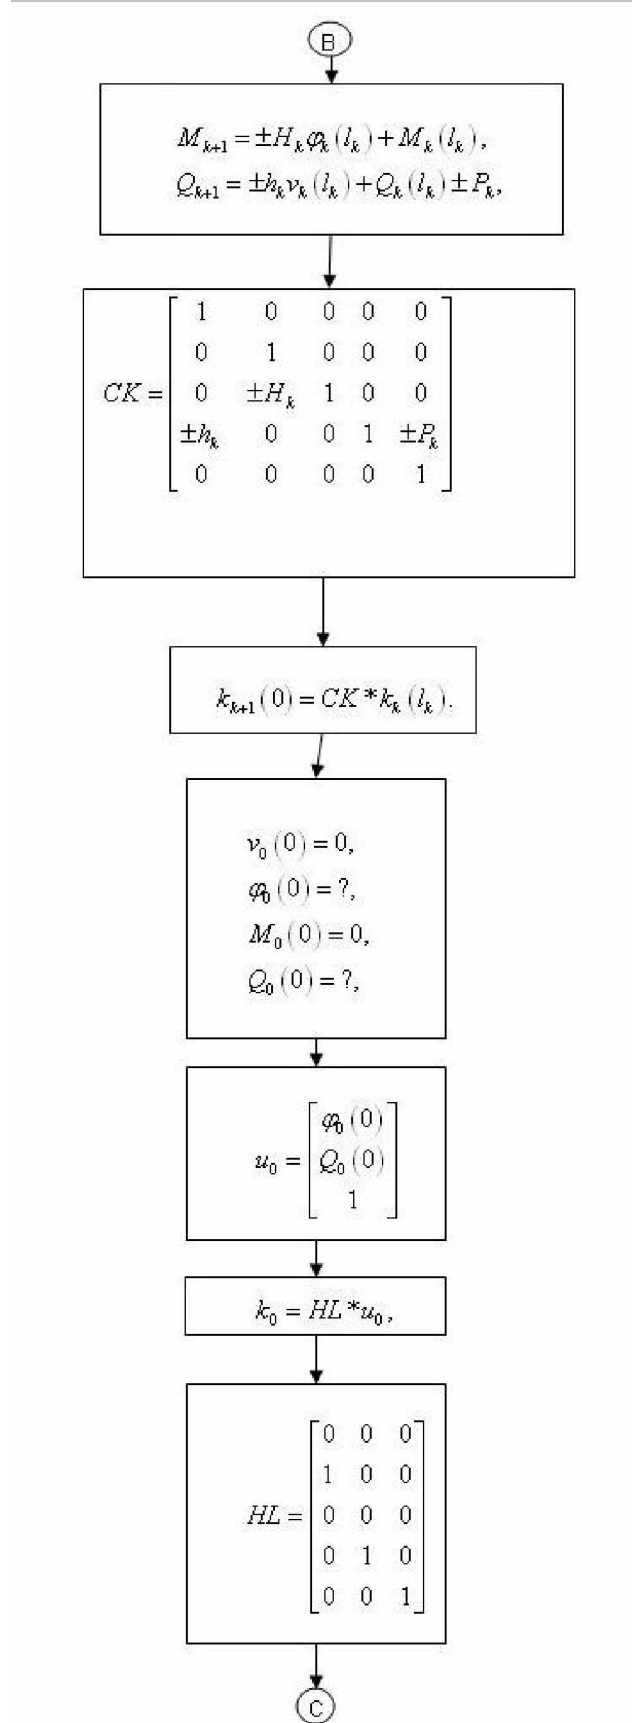 B
M_{k+1} = ±H_k φ_k (l_k) + M_k (l_k),
Q_{k+1} = ±h_k v_k (l_k) + Q_k (l_k) ± P_k,
1 0 0 0 0
0 1 0 0 0
CK = 0 ±H_k 1 0 0
±h_k 0 0 1 ±P_k
0 0 0 0 1
k_{k+1} (0) = CK * k_k (l_k).
v_0 (0) = 0,
φ_0 (0) = ?,
M_0 (0) = 0,
Q_0 (0) = ?,
φ_0 (0)
u_0 = Q_0 (0)
1
k_0 = HL * u_0,
0 0 0
1 0 0
HL = 0 0 0
0 1 0
0 0 1
C